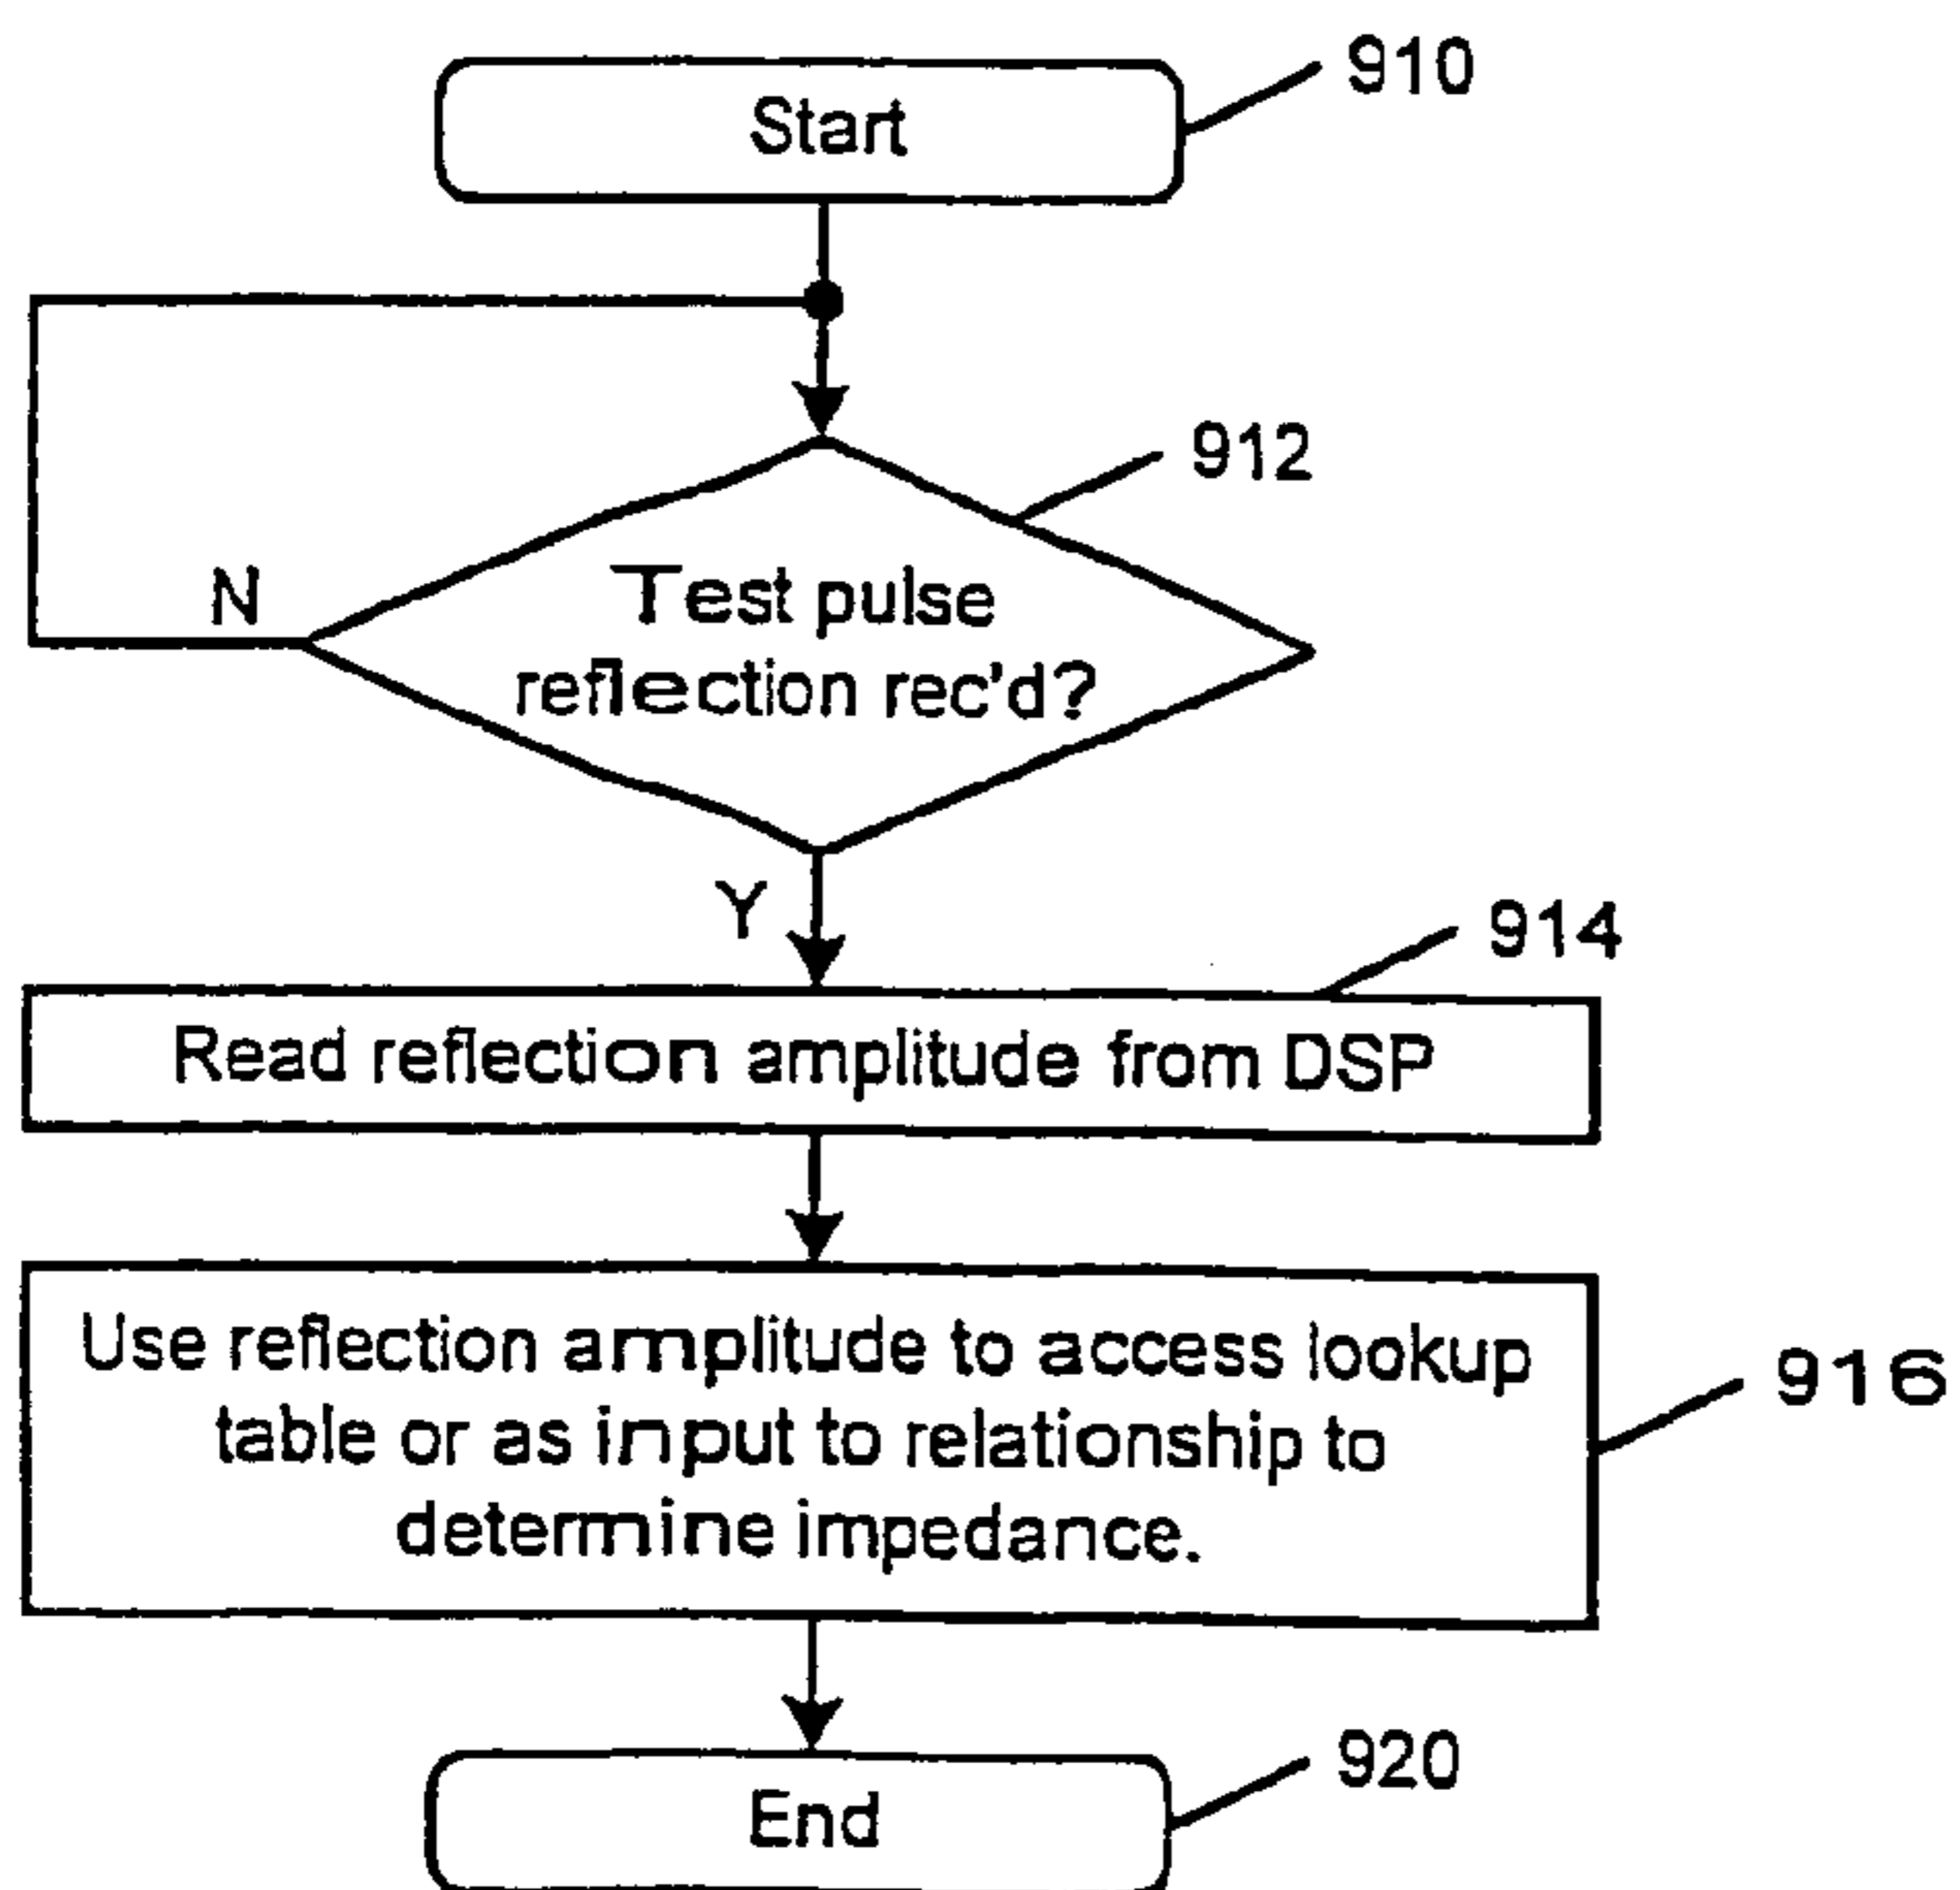 910
Start
912
N
Test pulse
reflection rec'd?
Y
914
Read reflection amplitude from DSP
Use reflection amplitude to access lookup
table or as input to relationship to
determine impedance.
916
920
End